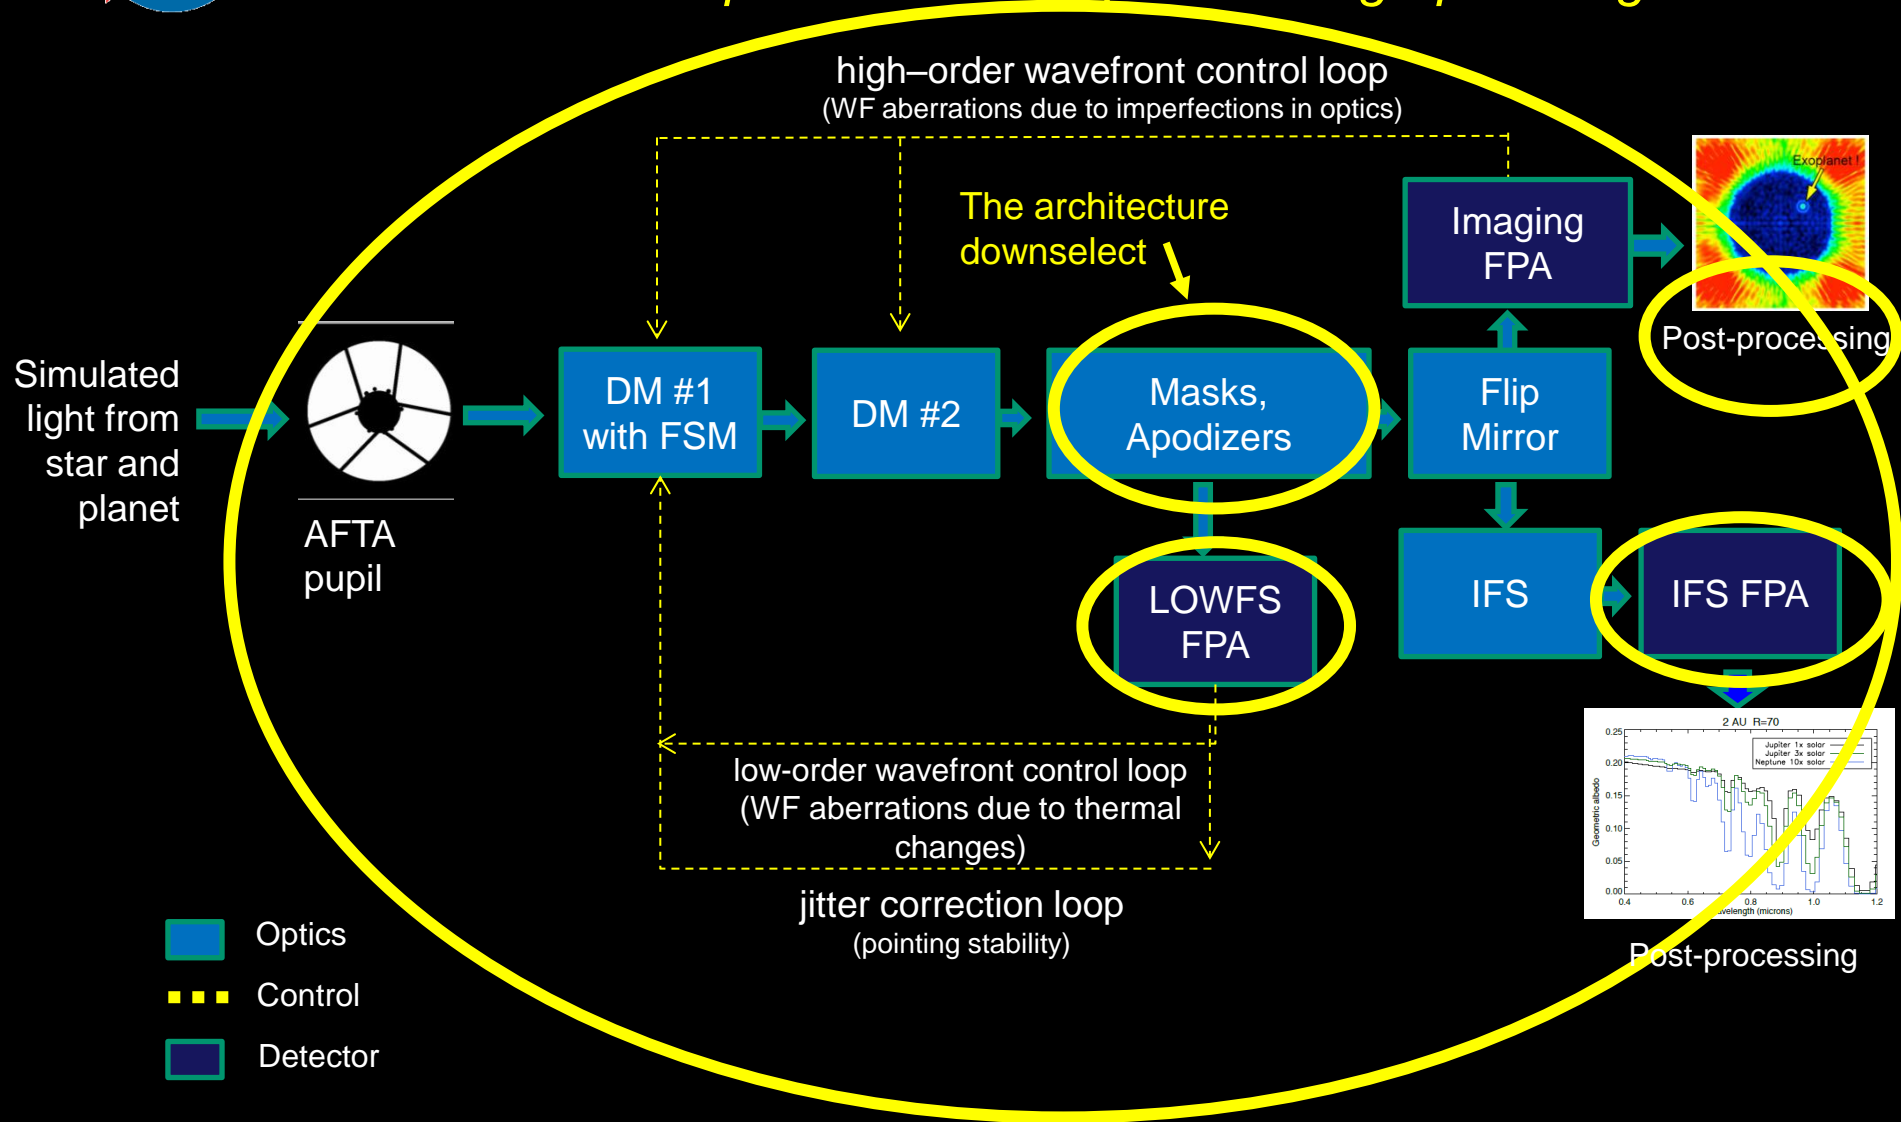 high–order wavefront control loop
(WF aberrations due to imperfections in optics)
Exoplanet !
The architecture
downselect
Imaging
FPA
Post-processing
Simulated
light from
star and
planet
AFTA
pupil
DM #1
with FSM
DM #2
Masks,
Apodizers
Flip
Mirror
LOWFS
FPA
IFS
IFS FPA
low-order wavefront control loop
(WF aberrations due to thermal
changes)
jitter correction loop
(pointing stability)
2 AU R=70
Jupiter 1x solar
Jupiter 3x solar
Neptune 10x solar
Geometric albedo
0.25
0.20
0.15
0.10
0.05
0.00
0.4 0.6 0.8 1.0 1.2
(microns)
Post-processing
Optics
Control
Detector